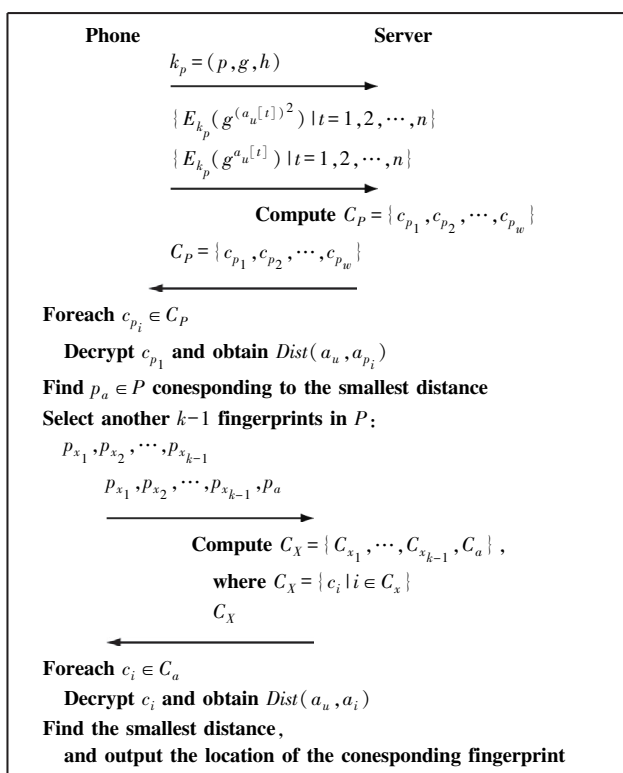 Phone Server
k_p=(p,g,h)
{E_{k_p}(g^{(a_u[t])^2})|t=1,2,⋯,n}
{E_{k_p}(g^{a_u[t]})|t=1,2,⋯,n}
Compute C_P={c_{p_1},c_{p_2},⋯,c_{p_w}}
C_P={c_{p_1},c_{p_2},⋯,c_{p_w}}
Foreach c_{p_i}∈C_P
Decrypt c_{p_1} and obtain Dist(a_u,a_{p_i})
Find p_a∈P conesponding to the smallest distance
Select another k-1 fingerprints in P:
p_{x_1},p_{x_2},⋯,p_{x_{k-1}}
p_{x_1},p_{x_2},⋯,p_{x_{k-1}},p_a
Compute C_X={C_{x_1},⋯,C_{x_{k-1}},C_a},
where C_X={c_i|i∈C_x}
C_X
Foreach c_i∈C_a
Decrypt c_i and obtain Dist(a_u,a_i)
Find the smallest distance,
and output the location of the conesponding fingerprint